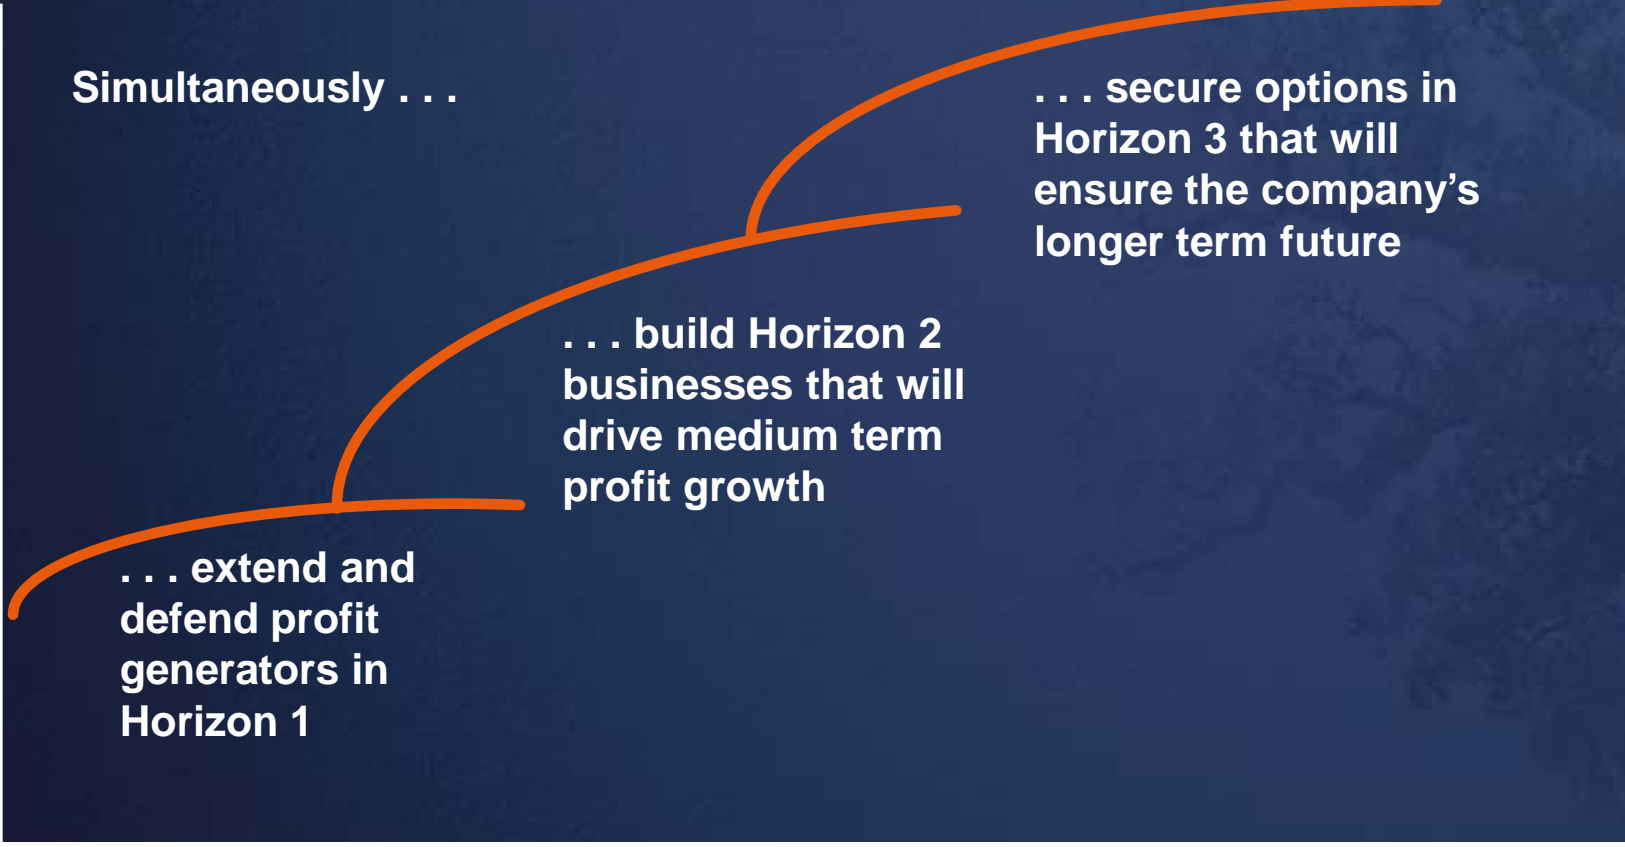 Simultaneously . . .
. . . extend and
defend profit
generators in
Horizon 1
. . . build Horizon 2
businesses that will
drive medium term
profit growth
. . . secure options in
Horizon 3 that will
ensure the company’s
longer term future